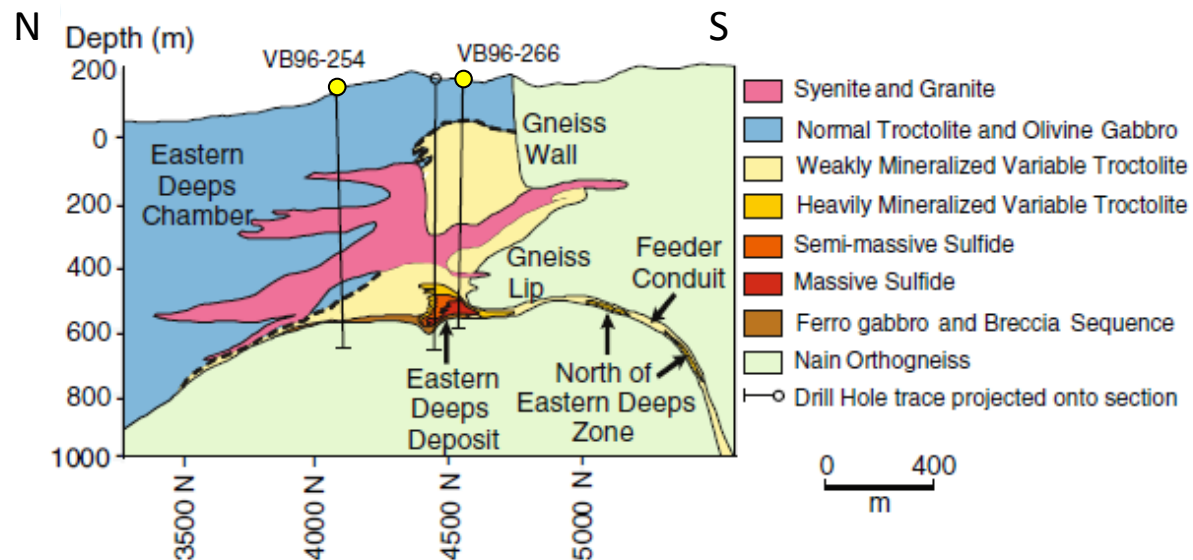 N
Depth (m)
S
VB96-254
VB96-266
200
0
200
400
600
800
1000
Eastern
Deeps
Chamber
Gneiss
Wall
Gneiss
Lip
Feeder
Conduit
Eastern
Deeps
Deposit
North of
Eastern Deeps
Zone
3500 N
4000 N
4500 N
5000 N
Syenite and Granite
Normal Troctolite and Olivine Gabbro
Weakly Mineralized Variable Troctolite
Heavily Mineralized Variable Troctolite
Semi-massive Sulfide
Massive Sulfide
Ferro gabbro and Breccia Sequence
Nain Orthogneiss
Drill Hole trace projected onto section
0 400
m